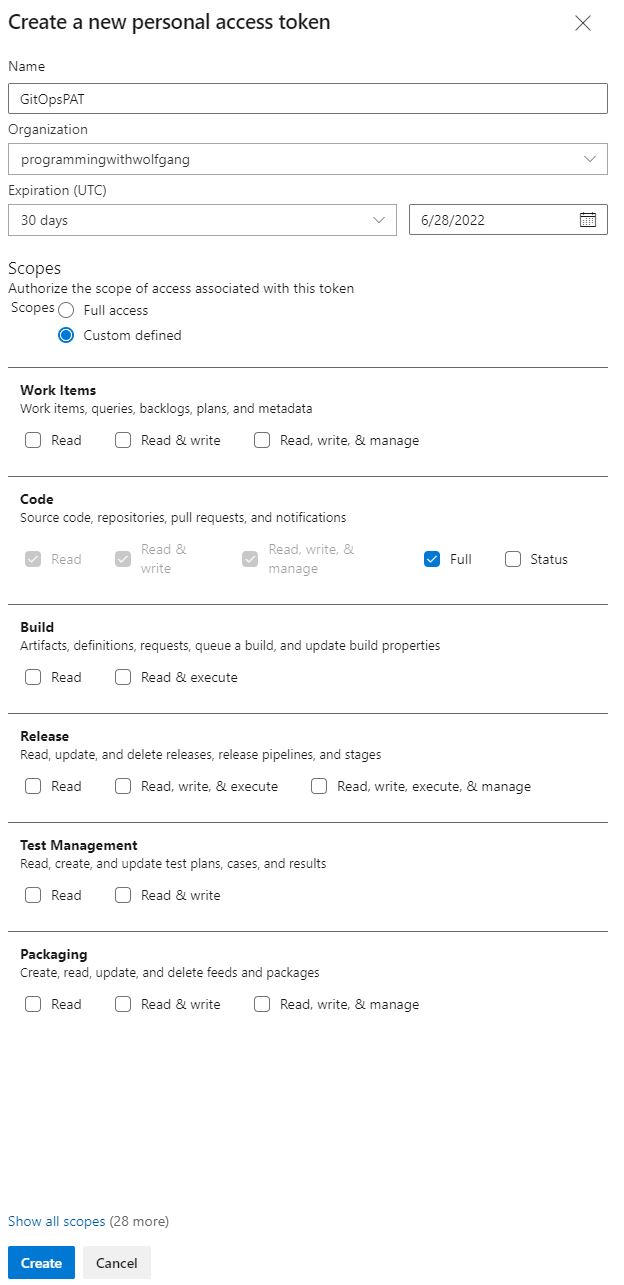 Create a new personal access token
Name
GitOpsPAT
Organization
programmingwithwolfgang
Expiration (UTC)
30 days 6/28/2022
Scopes
Authorize the scope of access associated with this token
Scopes Full access
Custom defined
Work Items
Work items, queries, backlogs, plans, and metadata
Read Read & write Read, write, & manage
Code
Source code, repositories, pull requests, and notifications
Read Read & write Read, write, & manage Full Status
Build
Artifacts, definitions, requests, queue a build, and update build properties
Read Read & execute
Release
Read, update, and delete releases, release pipelines, and stages
Read Read, write, & execute Read, write, execute, & manage
Test Management
Read, create, and update test plans, cases, and results
Read Read & write
Packaging
Create, read, update, and delete feeds and packages
Read Read & write Read, write, & manage
Show all scopes (28 more)
Create Cancel